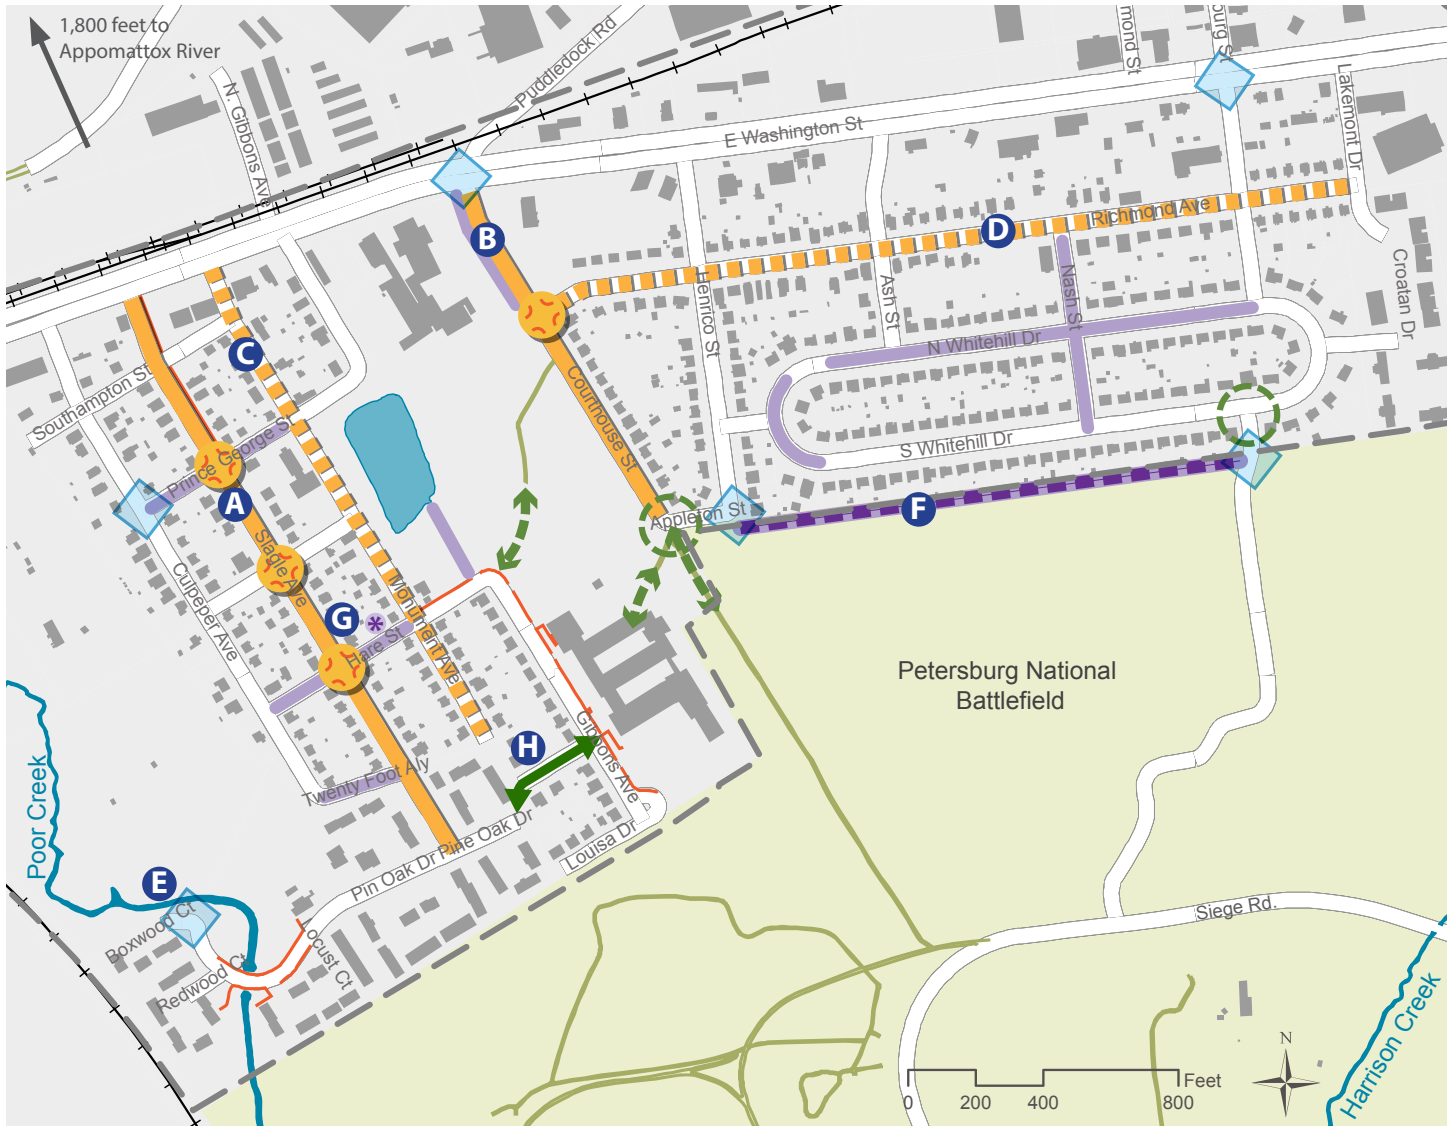 1,800 feet to
Appomattox River
Puddledock Rd
mond St
burg St
N. Gibbons Ave
E Washington St
Lakemont Dr
B
D
Richmond Ave
Croatan Dr
Henrico St
Ash St
Nash St
N Whitehill Dr
C
Southampton St
Courthouse St
Prince George St
S Whitehill Dr
A
Appleton St
F
Slagle Ave
Culpeper Ave
Monument Ave
G
*
Hare St
Petersburg National
Battlefield
H
Gibbons Ave
Twenty Foot Aly
Poor Creek
Pin Oak Dr
Pine Oak Dr
Louisa Dr
E
Boxwood Ct
Locust Ct
Redwood Ct
Siege Rd.
Harrison Creek
N
Feet
0
200
400
800